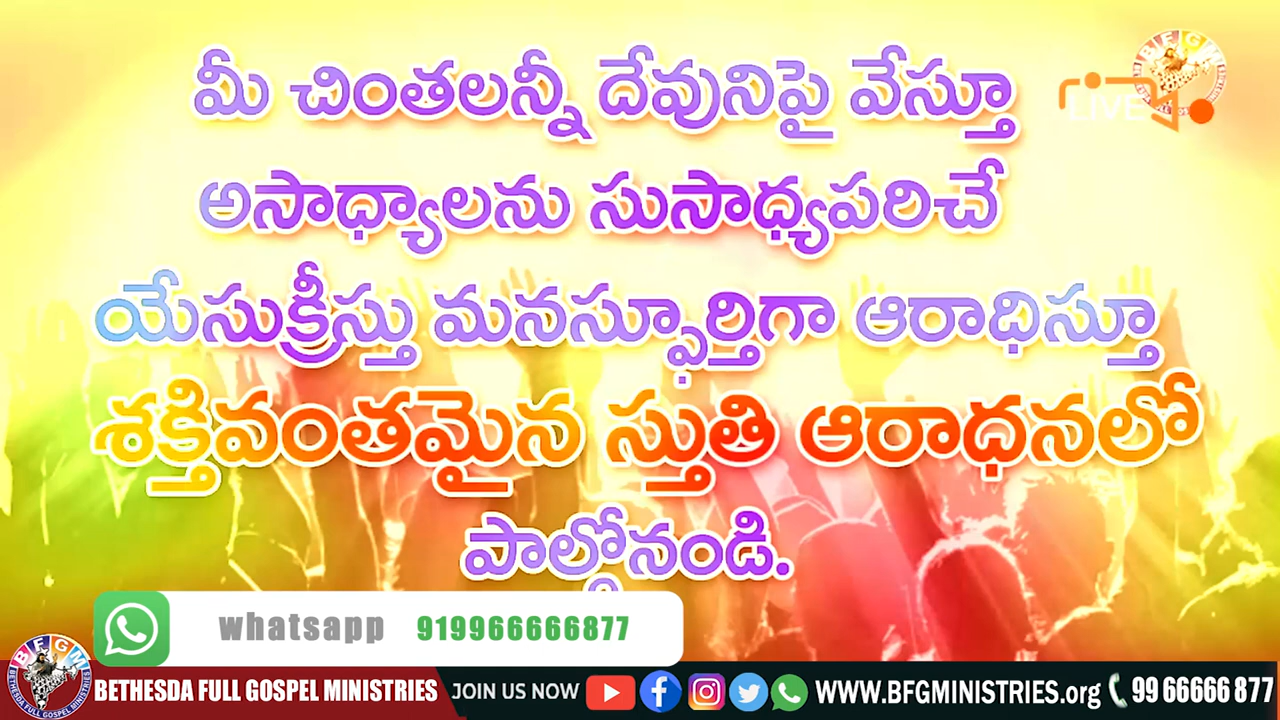 మీ చింతలన్నీ దేవునిపై వేస్తూ
LIVE
అసాధ్యాలను సుసాధ్యపరిచే
యేసుక్రీస్తు మనస్ఫూర్తిగా ఆరాధిస్తూ
శక్తివంతమైన స్తుతి ఆరాధనలో
పాల్గోనండి.
whatsapp 919966666877
BFGM
BETHESDA FULL GOSPEL MINISTRIES JOIN US NOW WWW.BFGMINISTRIES.org 99 66666 877